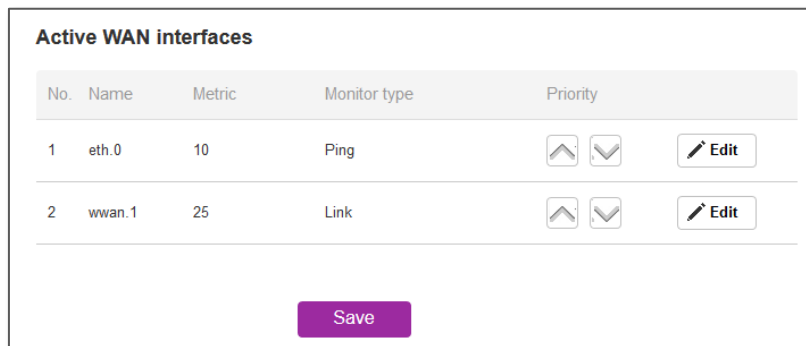 Active WAN interfaces
No. Name Metric Monitor type Priority
1 eth.0 10 Ping Edit
2 wwan.1 25 Link Edit
Save